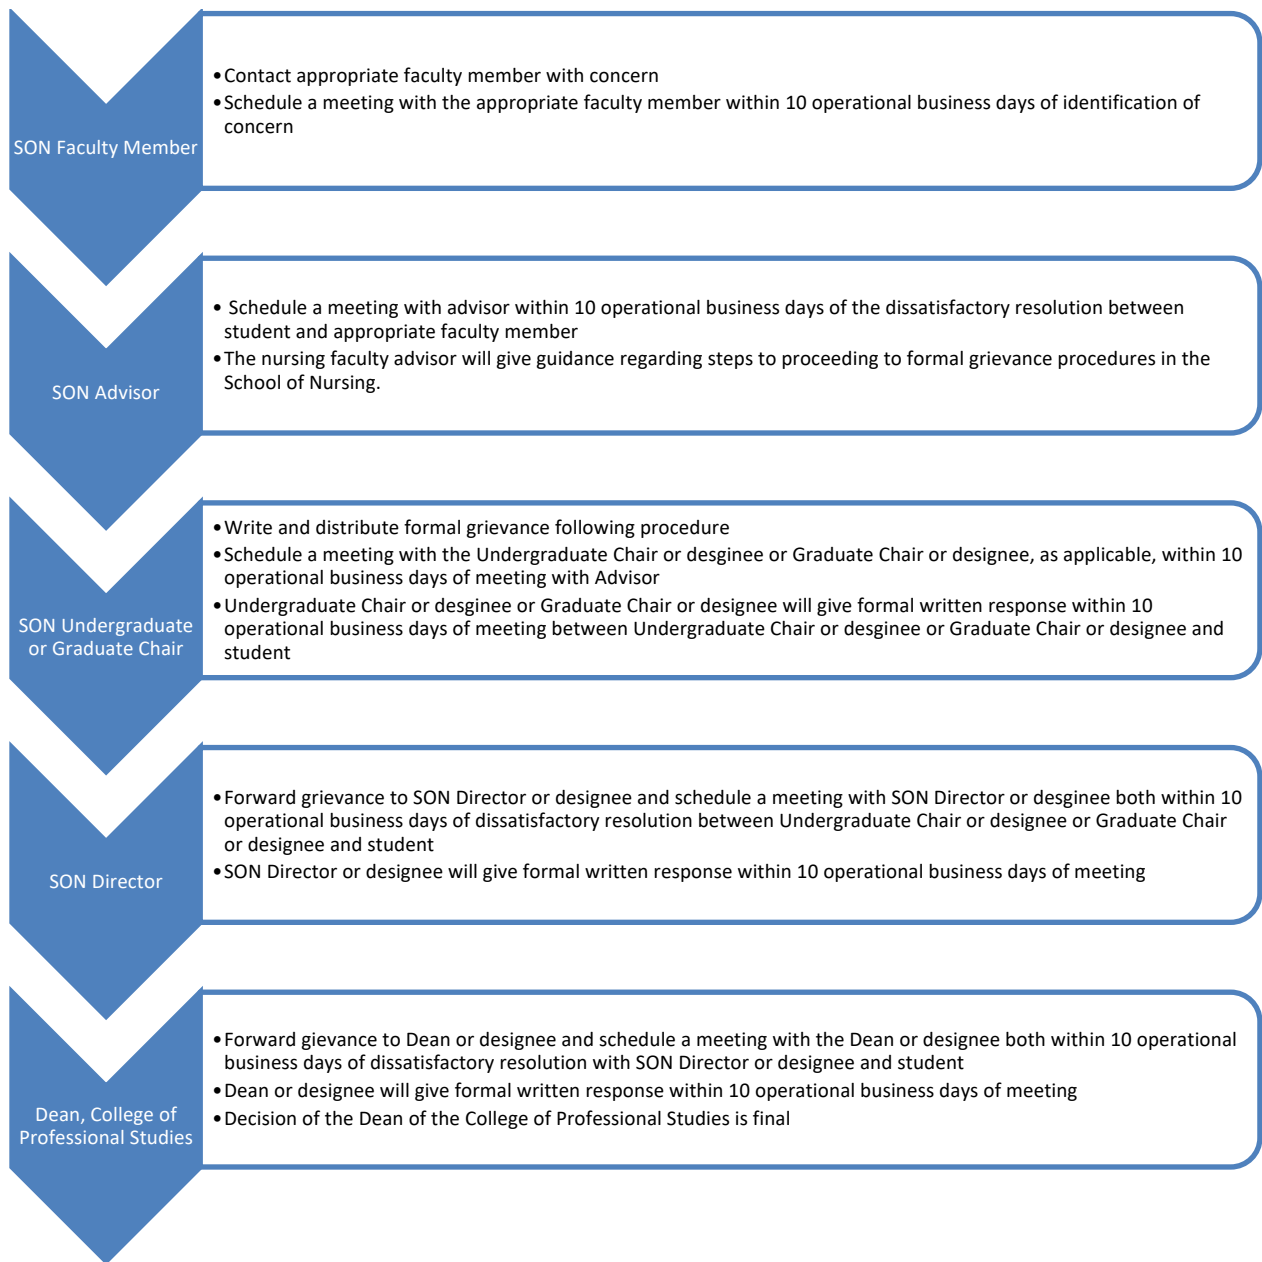 SON Faculty Member
•Contact appropriate faculty member with concern
•Schedule a meeting with the appropriate faculty member within 10 operational business days of identification of
concern
SON Advisor
• Schedule a meeting with advisor within 10 operational business days of the dissatisfactory resolution between
student and appropriate faculty member
•The nursing faculty advisor will give guidance regarding steps to proceeding to formal grievance procedures in the
School of Nursing.
SON Undergraduate
or Graduate Chair
•Write and distribute formal grievance following procedure
•Schedule a meeting with the Undergraduate Chair or desginee or Graduate Chair or designee, as applicable, within 10
operational business days of meeting with Advisor
•Undergraduate Chair or desginee or Graduate Chair or designee will give formal written response within 10
operational business days of meeting between Undergraduate Chair or desginee or Graduate Chair or designee and
student
SON Director
•Forward grievance to SON Director or designee and schedule a meeting with SON Director or desginee both within 10
operational business days of dissatisfactory resolution between Undergraduate Chair or designee or Graduate Chair
or designee and student
•SON Director or designee will give formal written response within 10 operational business days of meeting
Dean, College of
Professional Studies
•Forward gievance to Dean or designee and schedule a meeting with the Dean or designee both within 10 operational
business days of dissatisfactory resolution with SON Director or designee and student
•Dean or designee will give formal written response within 10 operational business days of meeting
•Decision of the Dean of the College of Professional Studies is final